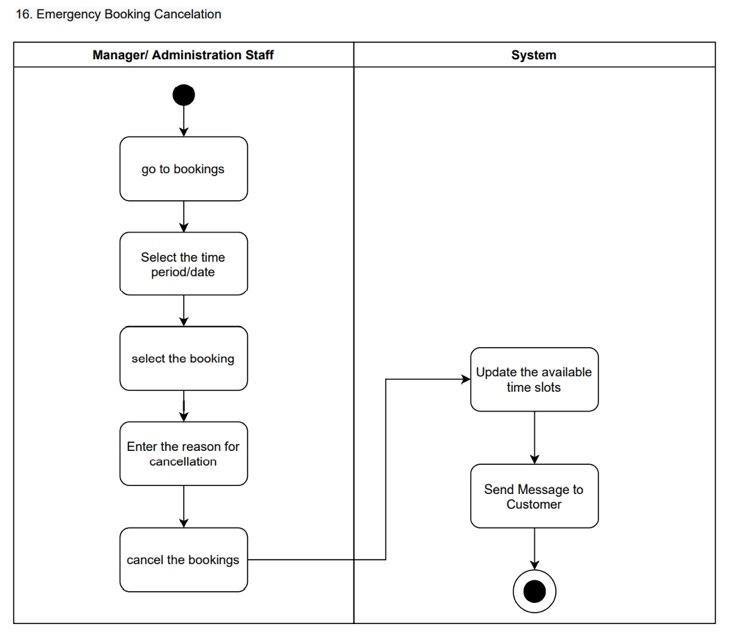 16. Emergency Booking Cancelation
Manager/ Administration Staff
System
go to bookings
Select the time
period/date
select the booking
Enter the reason for
cancellation
cancel the bookings
Update the available
time slots
Send Message to
Customer